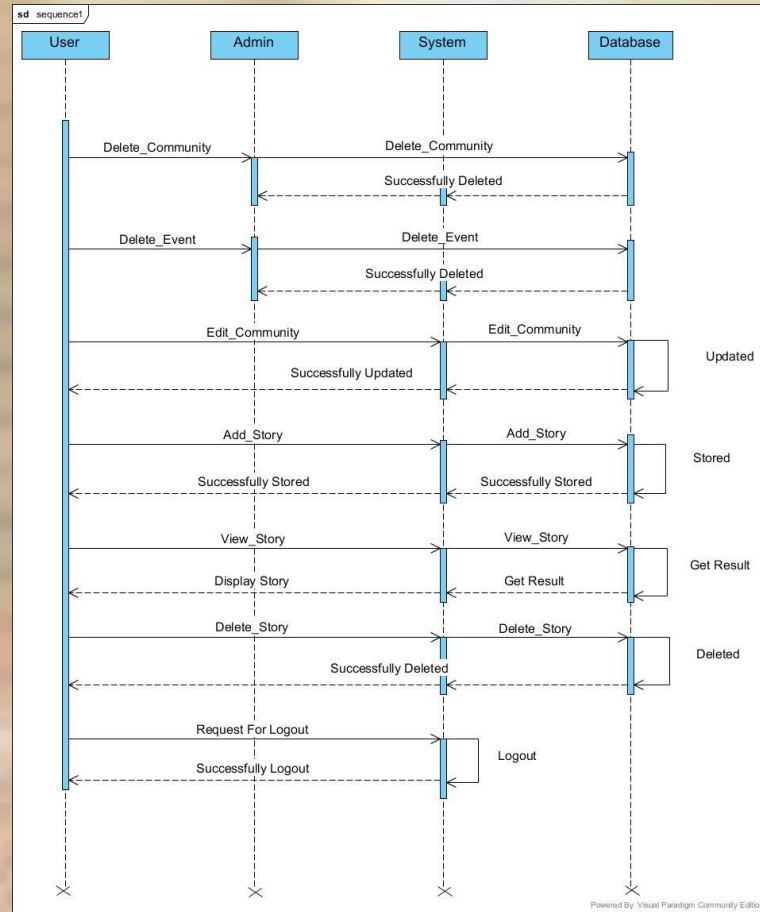 sd sequence1
User
Admin
System
Database
Delete_Community
Delete_Community
Successfully Deleted
Delete_Event
Delete_Event
Successfully Deleted
Edit_Community
Edit_Community
Updated
Successfully Updated
Add_Story
Add_Story
Stored
Successfully Stored
Successfully Stored
View_Story
View_Story
Get Result
Display Story
Get Result
Delete_Story
Delete_Story
Deleted
Successfully Deleted
Request For Logout
Logout
Successfully Logout
Powered By Visual Paradigm Community Editio